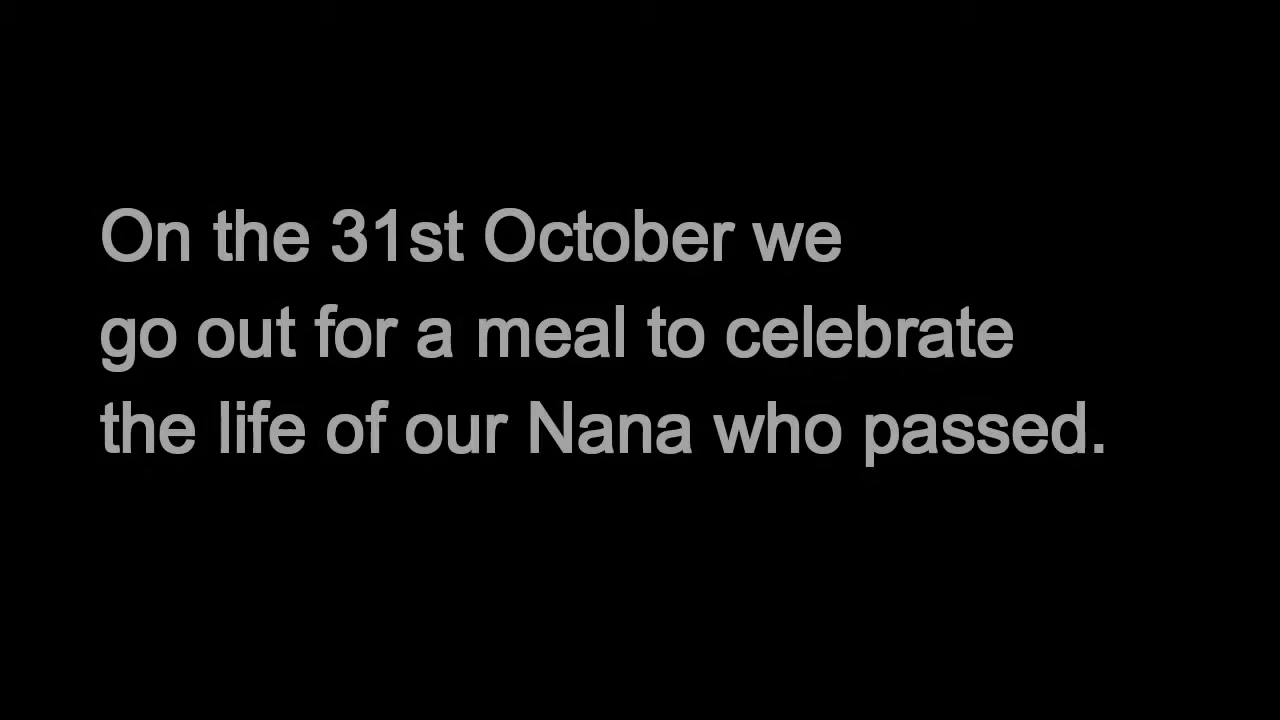 On the 31st October we
go out for a meal to celebrate
the life of our Nana who passed.